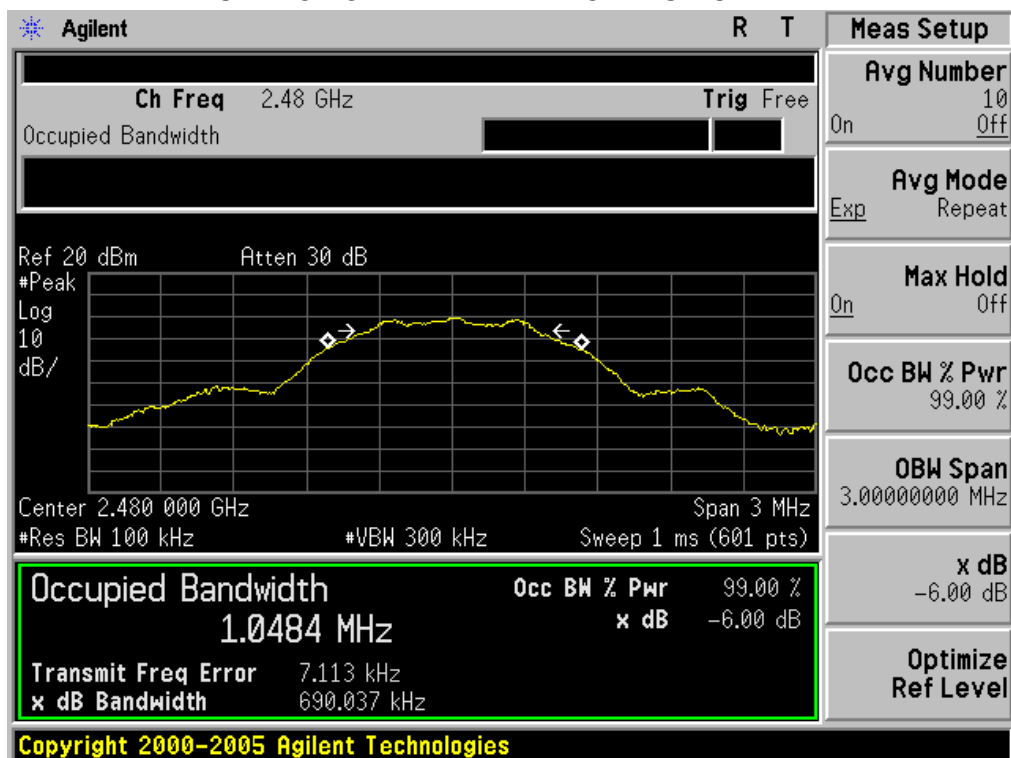 Agilent R T Meas Setup
Ch Freq 2.48 GHz Trig Free
Occupied Bandwidth
Ref 20 dBm Atten 30 dB
#Peak
Log
10
dB/
Center 2.480 000 GHz Span 3 MHz
#Res BW 100 kHz #VBW 300 kHz Sweep 1 ms (601 pts)
Occupied Bandwidth Occ BW % Pwr 99.00 %
1.0484 MHz x dB -6.00 dB
Transmit Freq Error 7.113 kHz
x dB Bandwidth 690.037 kHz
Avg Number
10
On Off
Avg Mode
Exp Repeat
Max Hold
On Off
Occ BW % Pwr
99.00 %
OBW Span
3.00000000 MHz
x dB
-6.00 dB
Optimize
Ref Level
Copyright 2000-2005 Agilent Technologies